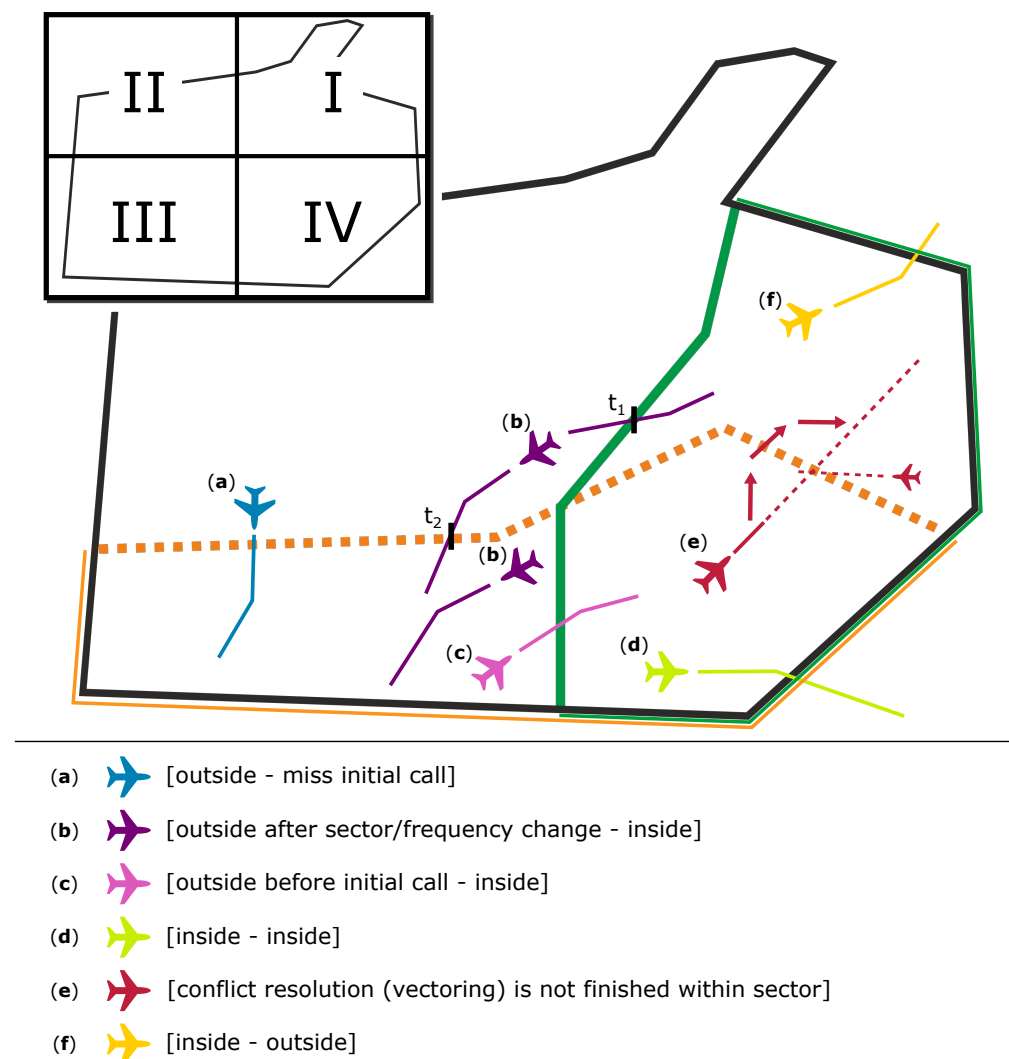 II
I
III
IV
(f)
t1
(b)
(a)
t2
(b)
(e)
(c)
(d)
(a) [outside - miss initial call]
(b) [outside after sector/frequency change - inside]
(c) [outside before initial call - inside]
(d) [inside - inside]
(e) [conflict resolution (vectoring) is not finished within sector]
(f) [inside - outside]